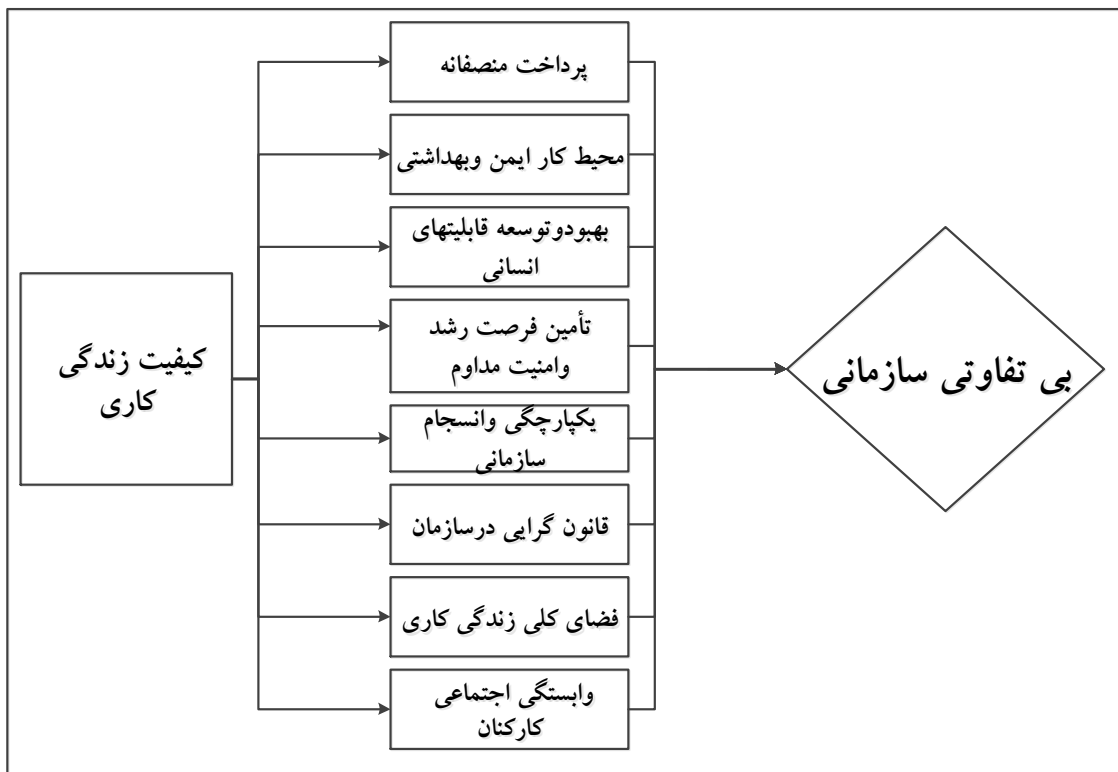 پرداخت منصفانه
محیط کار ایمن وبهداشتی
بهبودوتوسعه قابلیتهای
انسانی
تأمین فرصت رشد
وامنیت مداوم
یکپارچگی وانسجام
سازمانی
قانون گرایی درسازمان
فضای کلی زندگی کاری
وابستگی اجتماعی
کارکنان
کیفیت زندگی
کاری
بی تفاوتی سازمانی